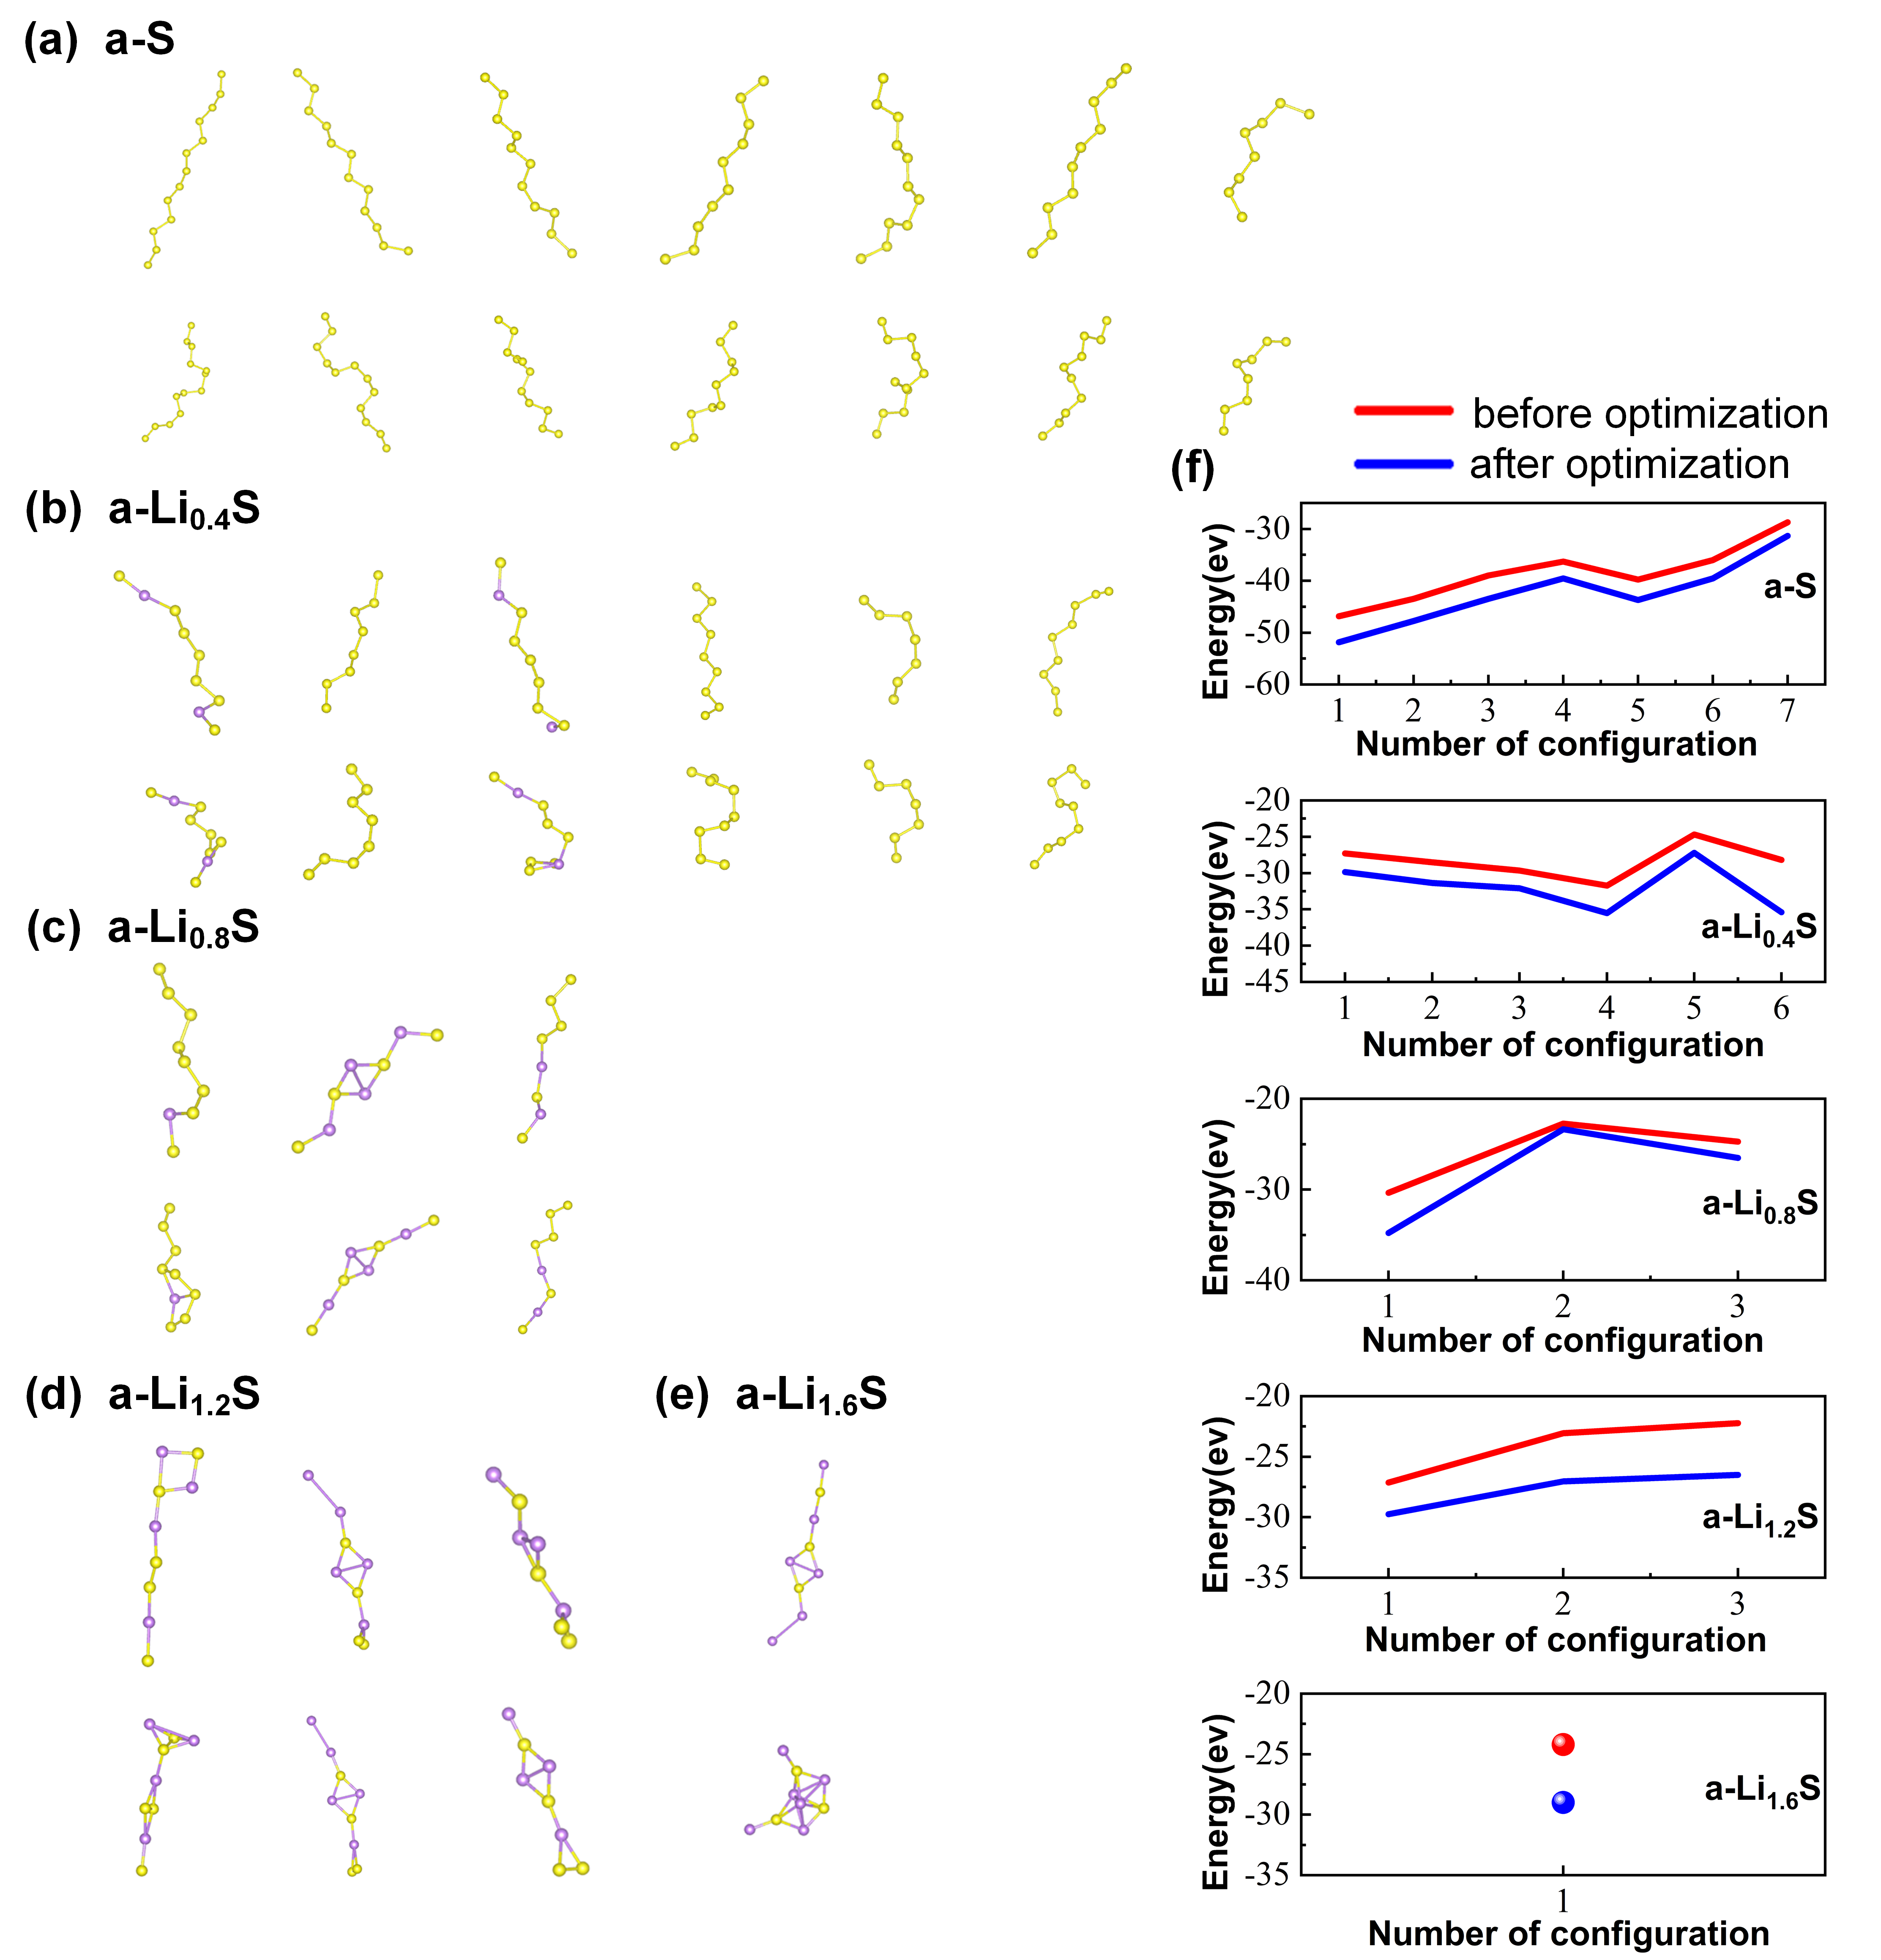 (a) a-S
(b) a-Li0.4S
(c) a-Li0.8S
(d) a-Li1.2S
(e) a-Li1.6S
before optimization
after optimization
(f)
Energy(ev)
-30
-40
-50
-60
a-S
1 2 3 4 5 6 7
Number of configuration
Energy(ev)
-20
-25
-30
-35
-40
-45
a-Li0.4S
1 2 3 4 5 6
Number of configuration
Energy(ev)
-20
-30
-40
a-Li0.8S
1 2 3
Number of configuration
Energy(ev)
-20
-25
-30
-35
a-Li1.2S
1 2 3
Number of configuration
Energy(ev)
-20
-25
-30
-35
a-Li1.6S
1
Number of configuration